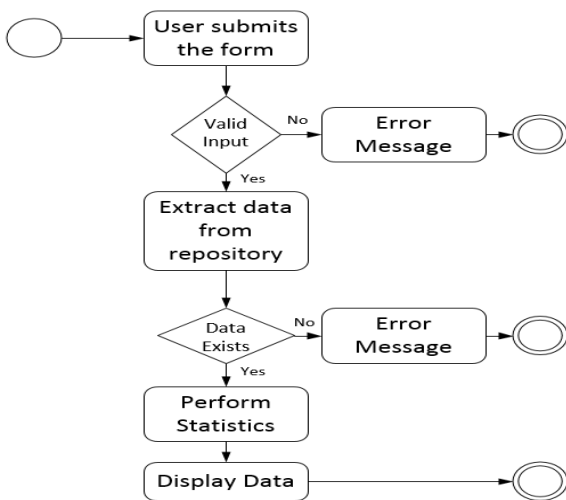 User submits
the form
Valid
Input
No
Error
Message
Yes
Extract data
from
repository
Data
Exists
No
Error
Message
Yes
Perform
Statistics
Display Data